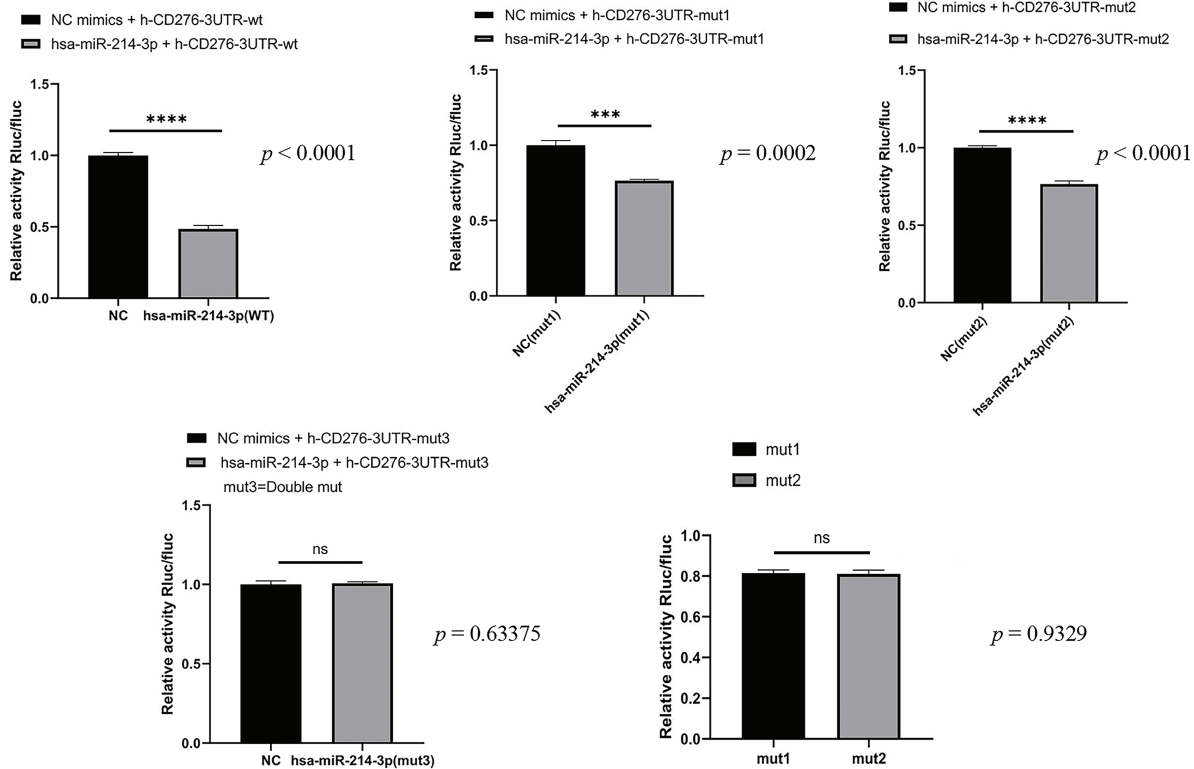 NC mimics + h-CD276-3UTR-wt
hsa-miR-214-3p + h-CD276-3UTR-wt
Relative activity Rluc/fluc
1.5
1.0
0.5
0.0
****
p < 0.0001
NC
hsa-miR-214-3p(WT)
NC mimics + h-CD276-3UTR-mut1
hsa-miR-214-3p + h-CD276-3UTR-mut1
Relative activity Rluc/fluc
1.5
1.0
0.5
0.0
***
p = 0.0002
NC(mut1)
hsa-miR-214-3p(mut1)
NC mimics + h-CD276-3UTR-mut2
hsa-miR-214-3p + h-CD276-3UTR-mut2
Relative activity Rluc/fluc
1.5
1.0
0.5
0.0
****
p < 0.0001
NC(mut2)
hsa-miR-214-3p(mut2)
NC mimics + h-CD276-3UTR-mut3
hsa-miR-214-3p + h-CD276-3UTR-mut3
mut3=Double mut
Relative activity Rluc/fluc
1.5
1.0
0.5
0.0
ns
p = 0.63375
NC
hsa-miR-214-3p(mut3)
mut1
mut2
Relative activity Rluc/fluc
1.0
0.8
0.6
0.4
0.2
0.0
ns
p = 0.9329
mut1
mut2